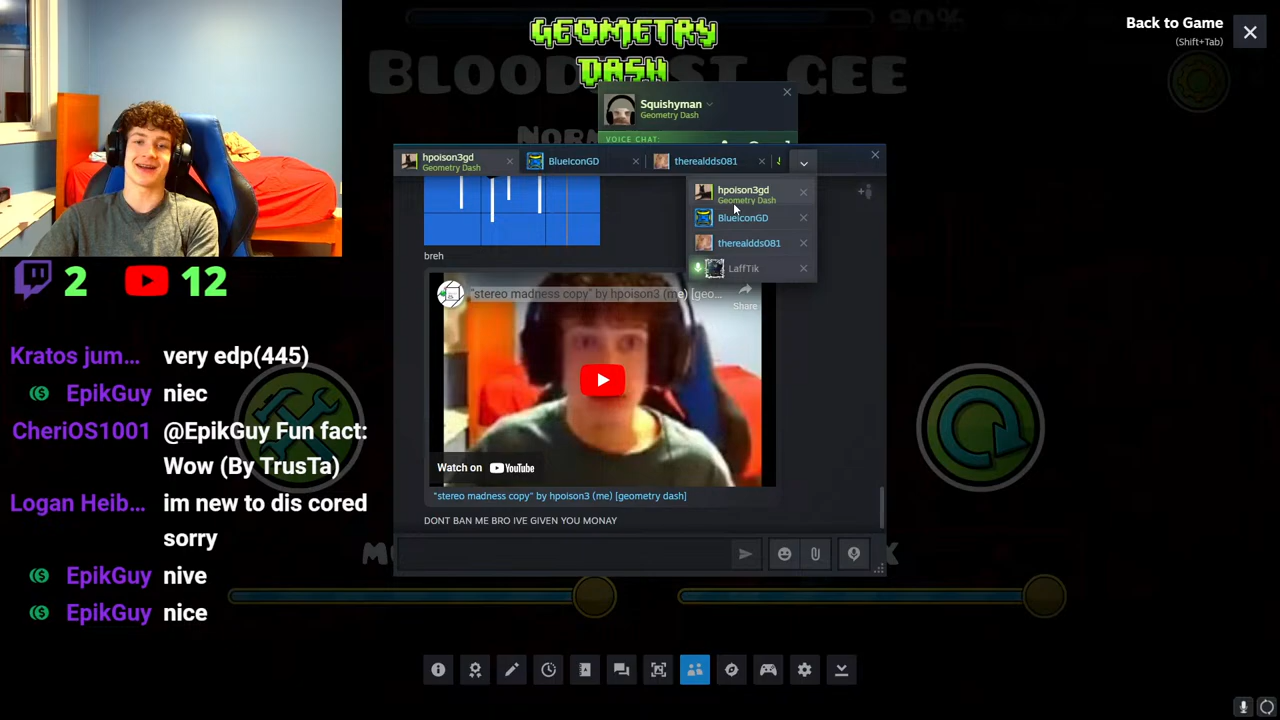 90%
Back to Game
(Shift+Tab)
GEOMETRY
DASH
Squishyman
Geometry Dash
VOICE CHAT:
hpoison3gd
Geometry Dash
BlueIconGD
therealdds081
hpoison3gd
Geometry Dash
BlueIconGD
therealdds081
LaffTik
breh
"stereo madness copy" by hpoison3 (me) [geo...
Share
Watch on YouTube
"stereo madness copy" by hpoison3 (me) [geometry dash]
DONT BAN ME BRO IVE GIVEN YOU MONAY
2 12
Kratos jum... very edp(445)
EpikGuy niec
CheriOS1001 @EpikGuy Fun fact:
Wow (By TrusTa)
Logan Heib... im new to dis cored
sorry
EpikGuy nive
EpikGuy nice